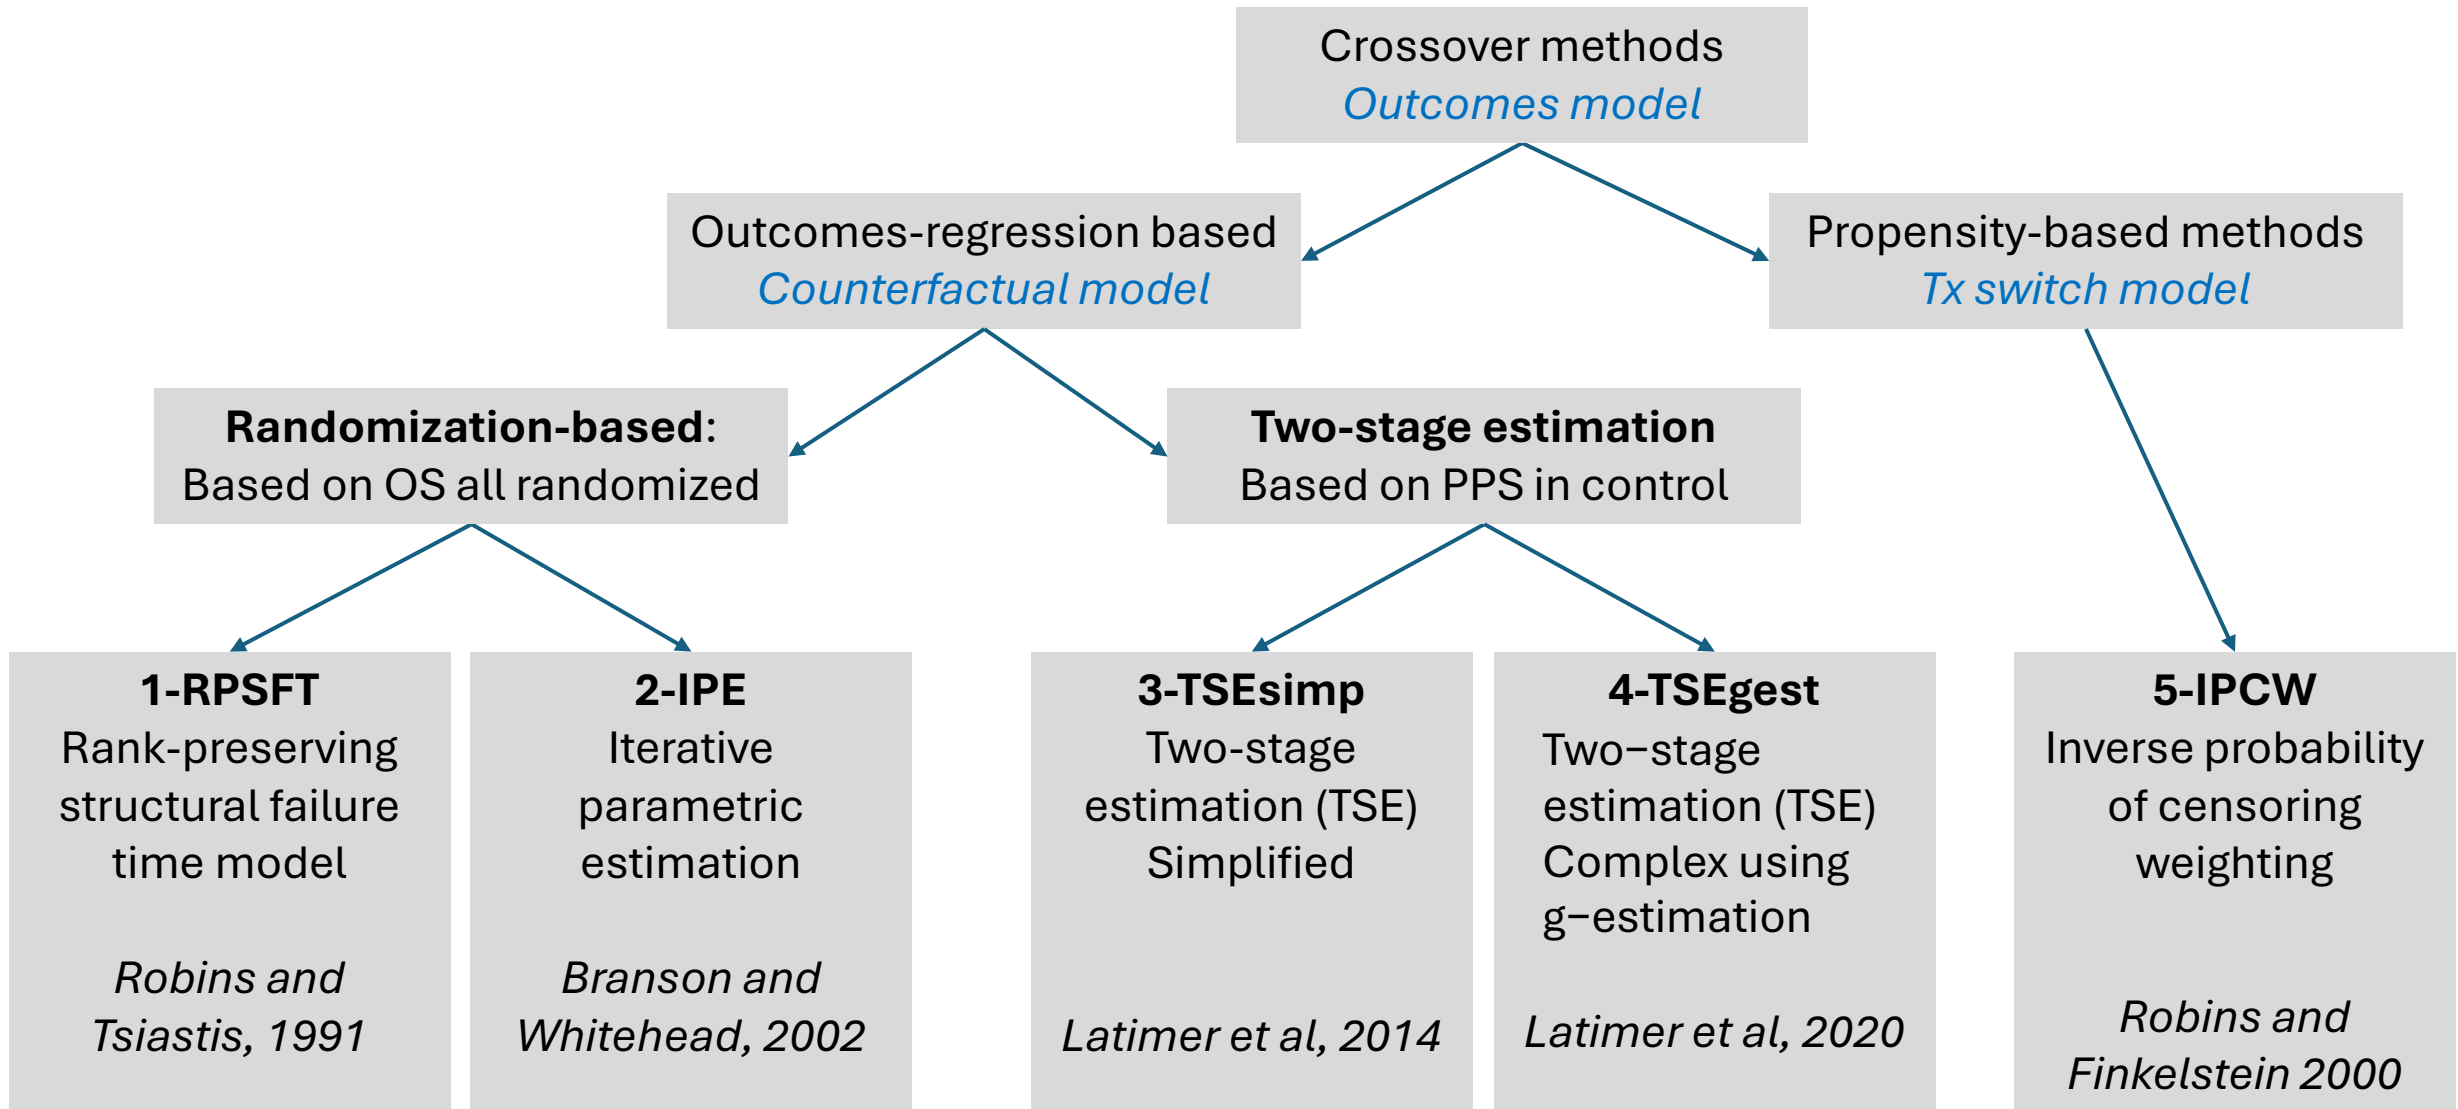 Crossover methods
Outcomes model
Outcomes-regression based
Counterfactual model
Propensity-based methods
Tx switch model
Randomization-based:
Based on OS all randomized
Two-stage estimation
Based on PPS in control
1-RPSFT
Rank-preserving
structural failure
time model
Robins and
Tsiastis, 1991
2-IPE
Iterative
parametric
estimation
Branson and
Whitehead, 2002
3-TSEsimp
Two-stage
estimation (TSE)
Simplified
Latimer et al, 2014
4-TSEgest
Two−stage
estimation (TSE)
Complex using
g−estimation
Latimer et al, 2020
5-IPCW
Inverse probability
of censoring
weighting
Robins and
Finkelstein 2000